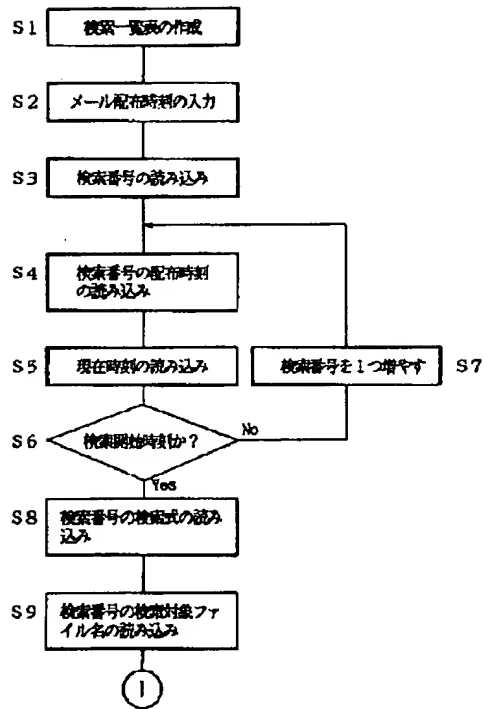 S1 検索一覧表の作成
S2 メール配布時刻の入力
S3 検索番号の読み込み
S4 検索番号の配布時刻
の読み込み
S5 現在時刻の読み込み
検索番号を1つ増やす S7
S6 検索開始時刻か?
No
Yes
S8 検索番号の検索式の読み
込み
S9 検索番号の検索対象ファ
イル名の読み込み
1